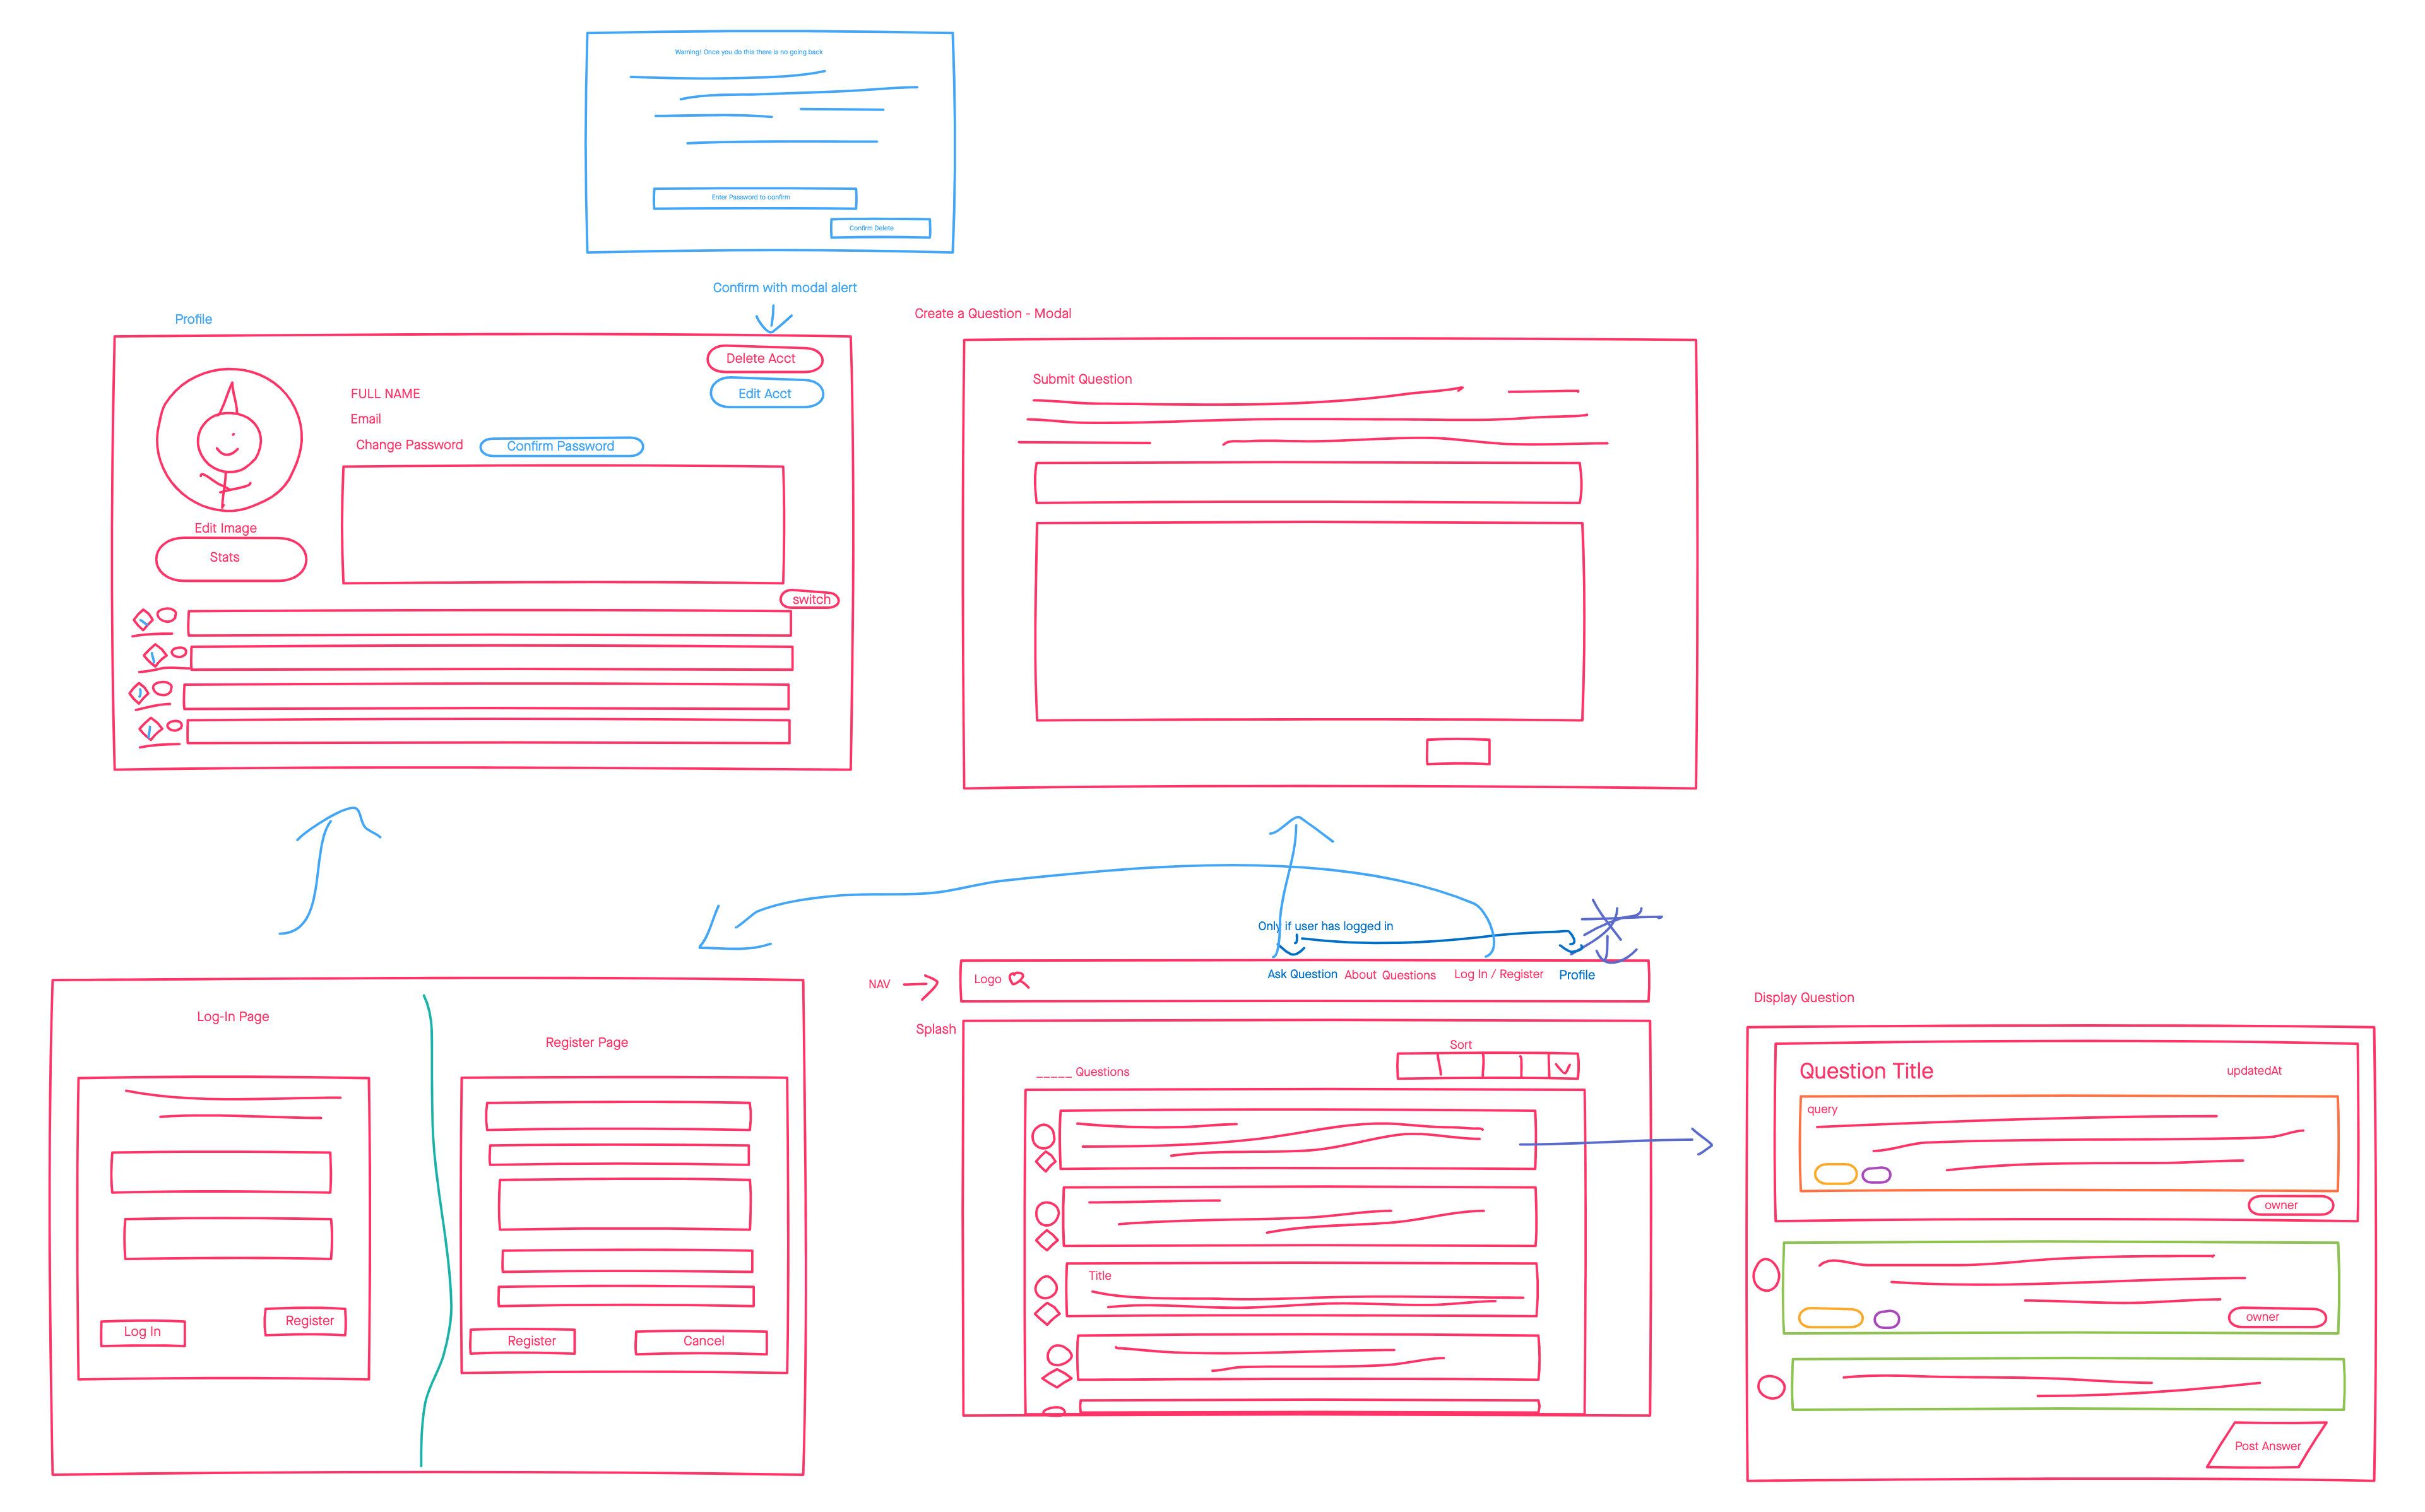 Warning! Once you do this there is no going back
Enter Password to confirm
Confirm Delete
Confirm with modal alert
Profile
Delete Acct
Edit Acct
FULL NAME
Email
Change Password
Confirm Password
Edit Image
Stats
switch
Create a Question - Modal
Submit Question
Only if user has logged in
NAV
Logo
Ask Question
About
Questions
Log In / Register
Profile
Log-In Page
Log In
Register
Register Page
Register
Cancel
Splash
Sort
_____ Questions
Title
Display Question
Question Title
updatedAt
query
owner
owner
Post Answer